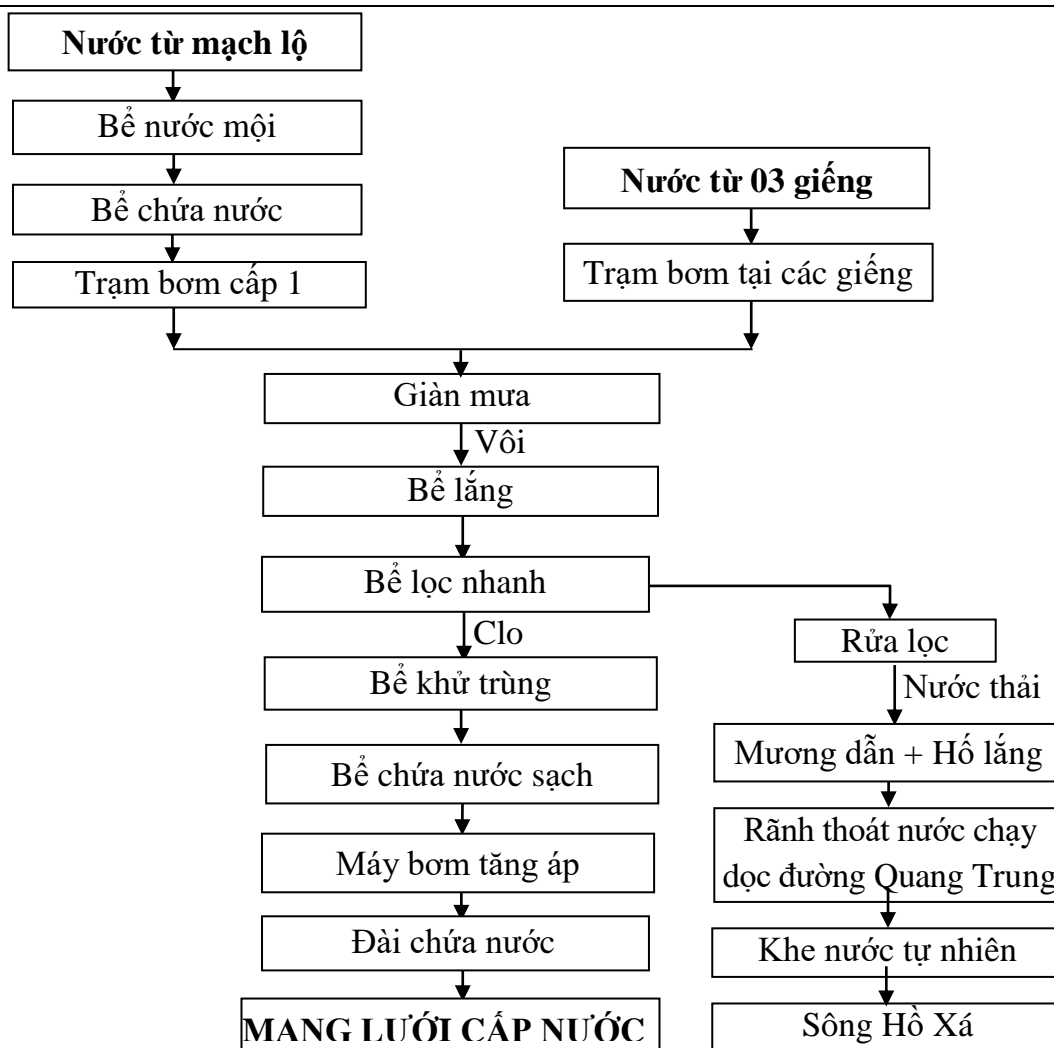 Nước từ mạch lộ
Bể nước mội
Bể chứa nước
Trạm bơm cấp 1
Nước từ 03 giếng
Trạm bơm tại các giếng
Giàn mưa
Vôi
Bể lắng
Bể lọc nhanh
Clo
Bể khử trùng
Bể chứa nước sạch
Máy bơm tăng áp
Đài chứa nước
MANG LƯỚI CẤP NƯỚC
Rửa lọc
Nước thải
Mương dẫn + Hố lắng
Rãnh thoát nước chạy
dọc đường Quang Trung
Khe nước tự nhiên
Sông Hồ Xá